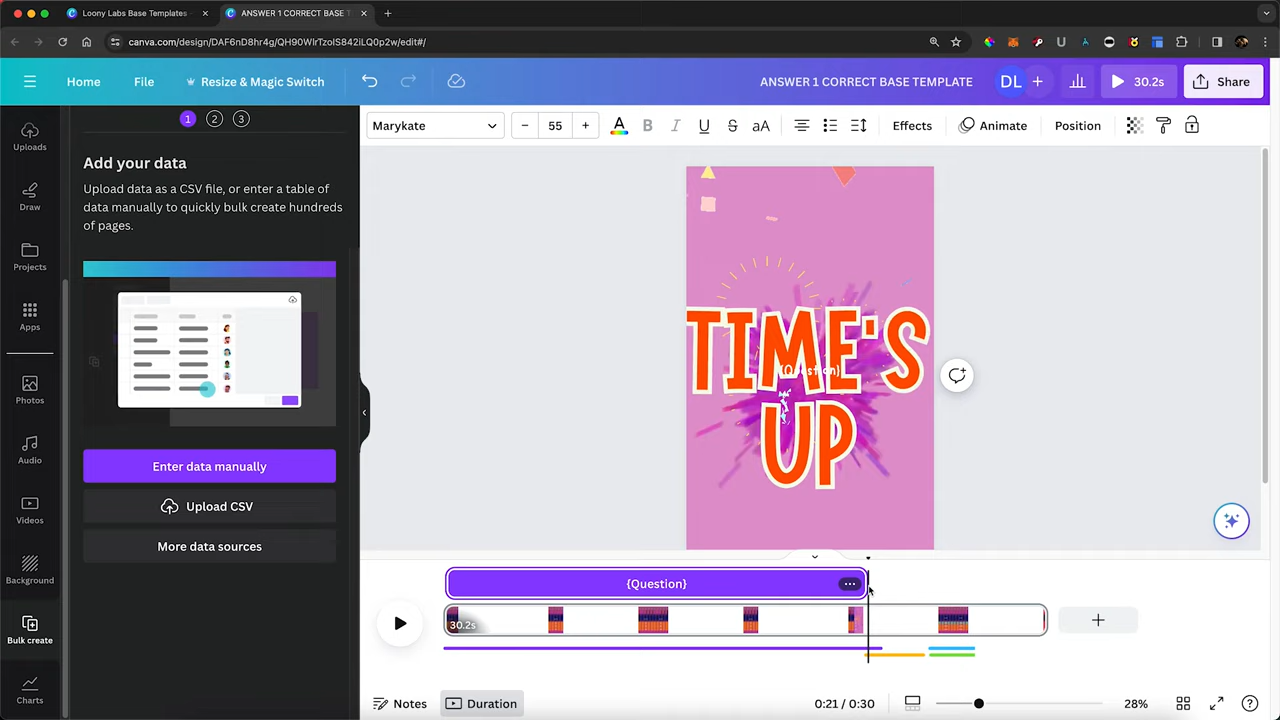 Loony Labs Base Templates -
ANSWER 1 CORRECT BASE T
canva.com/design/DAF6nD8hr4g/QH90WlrTzoIS842iLQ0p2w/edit#/
Home
File
Resize & Magic Switch
ANSWER 1 CORRECT BASE TEMPLATE
DL
30.2s
Share
Marykate
55
A
B
I
U
S
aA
Effects
Animate
Position
Uploads
Draw
Projects
Apps
Photos
Audio
Videos
Background
Bulk create
Charts
1
2
3
Add your data
Upload data as a CSV file, or enter a table of
data manually to quickly bulk create hundreds
of pages.
Enter data manually
Upload CSV
More data sources
TIME'S
{Question}
UP
{Question}
30.2s
Notes
Duration
0:21 / 0:30
28%